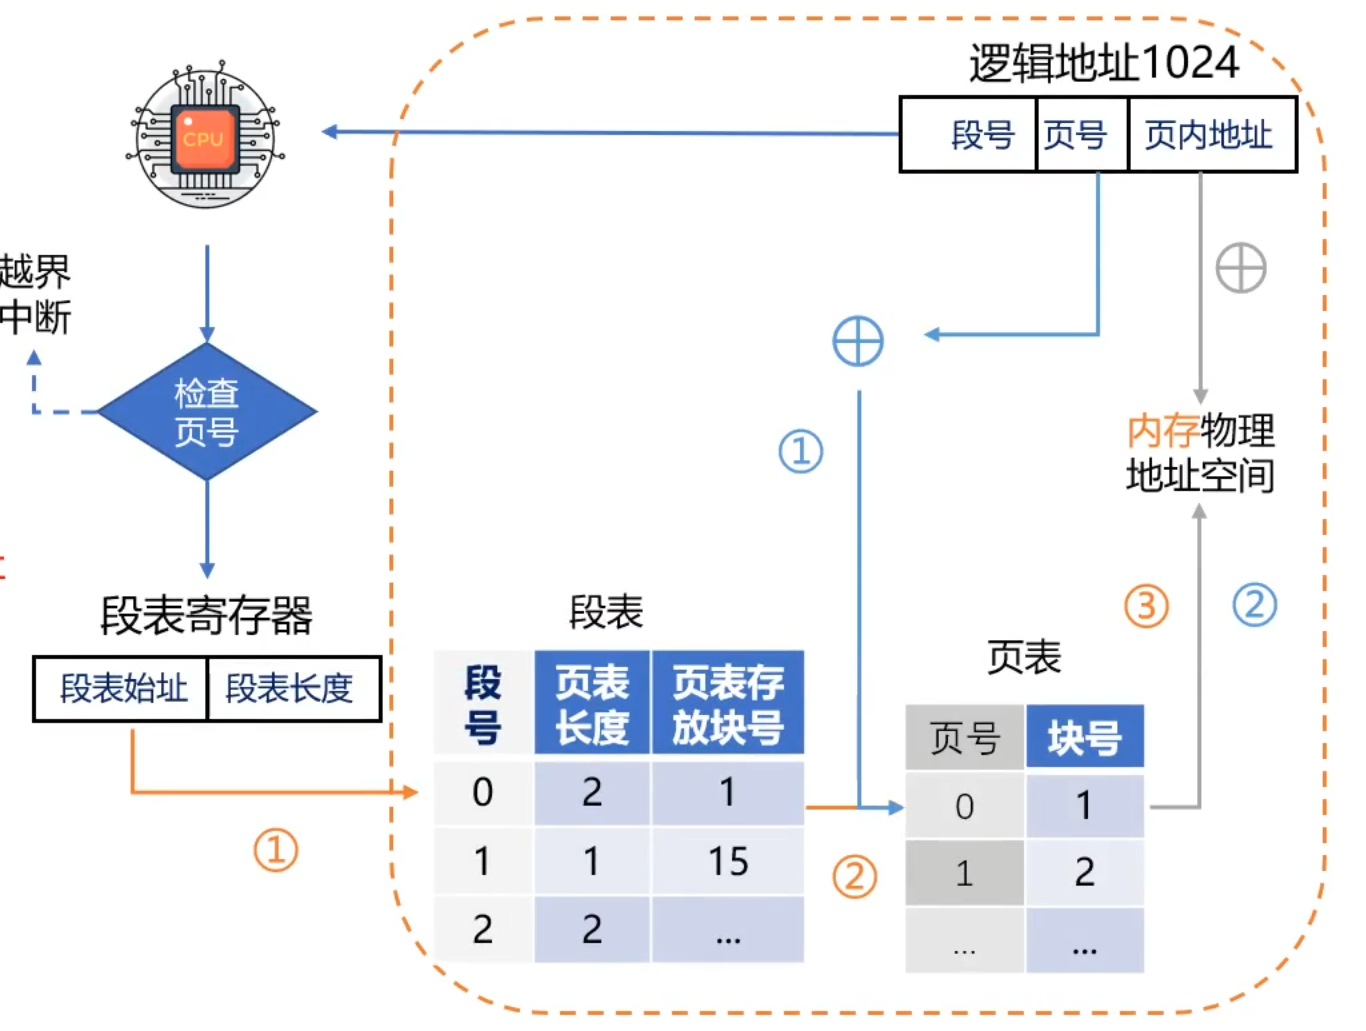 逻辑地址1024
段号 页号 页内地址
CPU
越界
中断
检查
页号
①
内存物理
地址空间
段表寄存器
段表始址 段表长度
①
段表
段号 页表长度 页表存放块号
0 2 1
1 1 15
2 2 ...
②
③ ②
页表
页号 块号
0 1
1 2
... ...